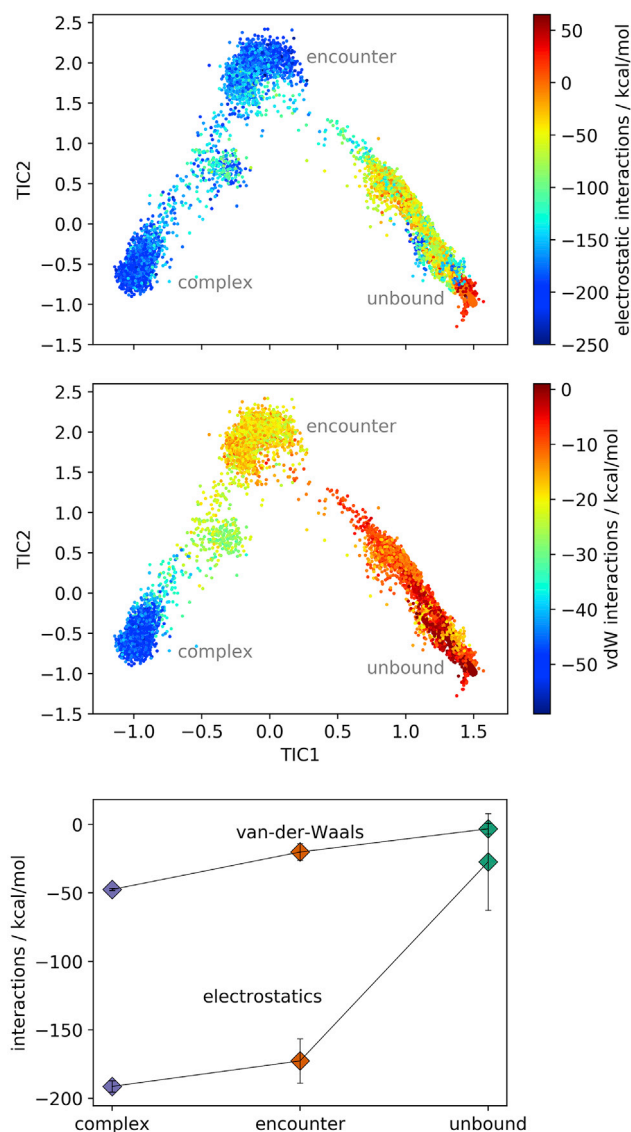 2.5
2.0
1.5
1.0
0.5
0.0
−0.5
−1.0
−1.5
TIC2
encounter
complex
unbound
50
0
−50
−100
−150
−200
−250
electrostatic interactions / kcal/mol
2.5
2.0
1.5
1.0
0.5
0.0
−0.5
−1.0
−1.5
TIC2
encounter
complex
unbound
−1.0 −0.5 0.0 0.5 1.0 1.5
TIC1
0
−10
−20
−30
−40
−50
vdW interactions / kcal/mol
0
−50
−100
−150
−200
interactions / kcal/mol
van-der-Waals
electrostatics
complex encounter unbound